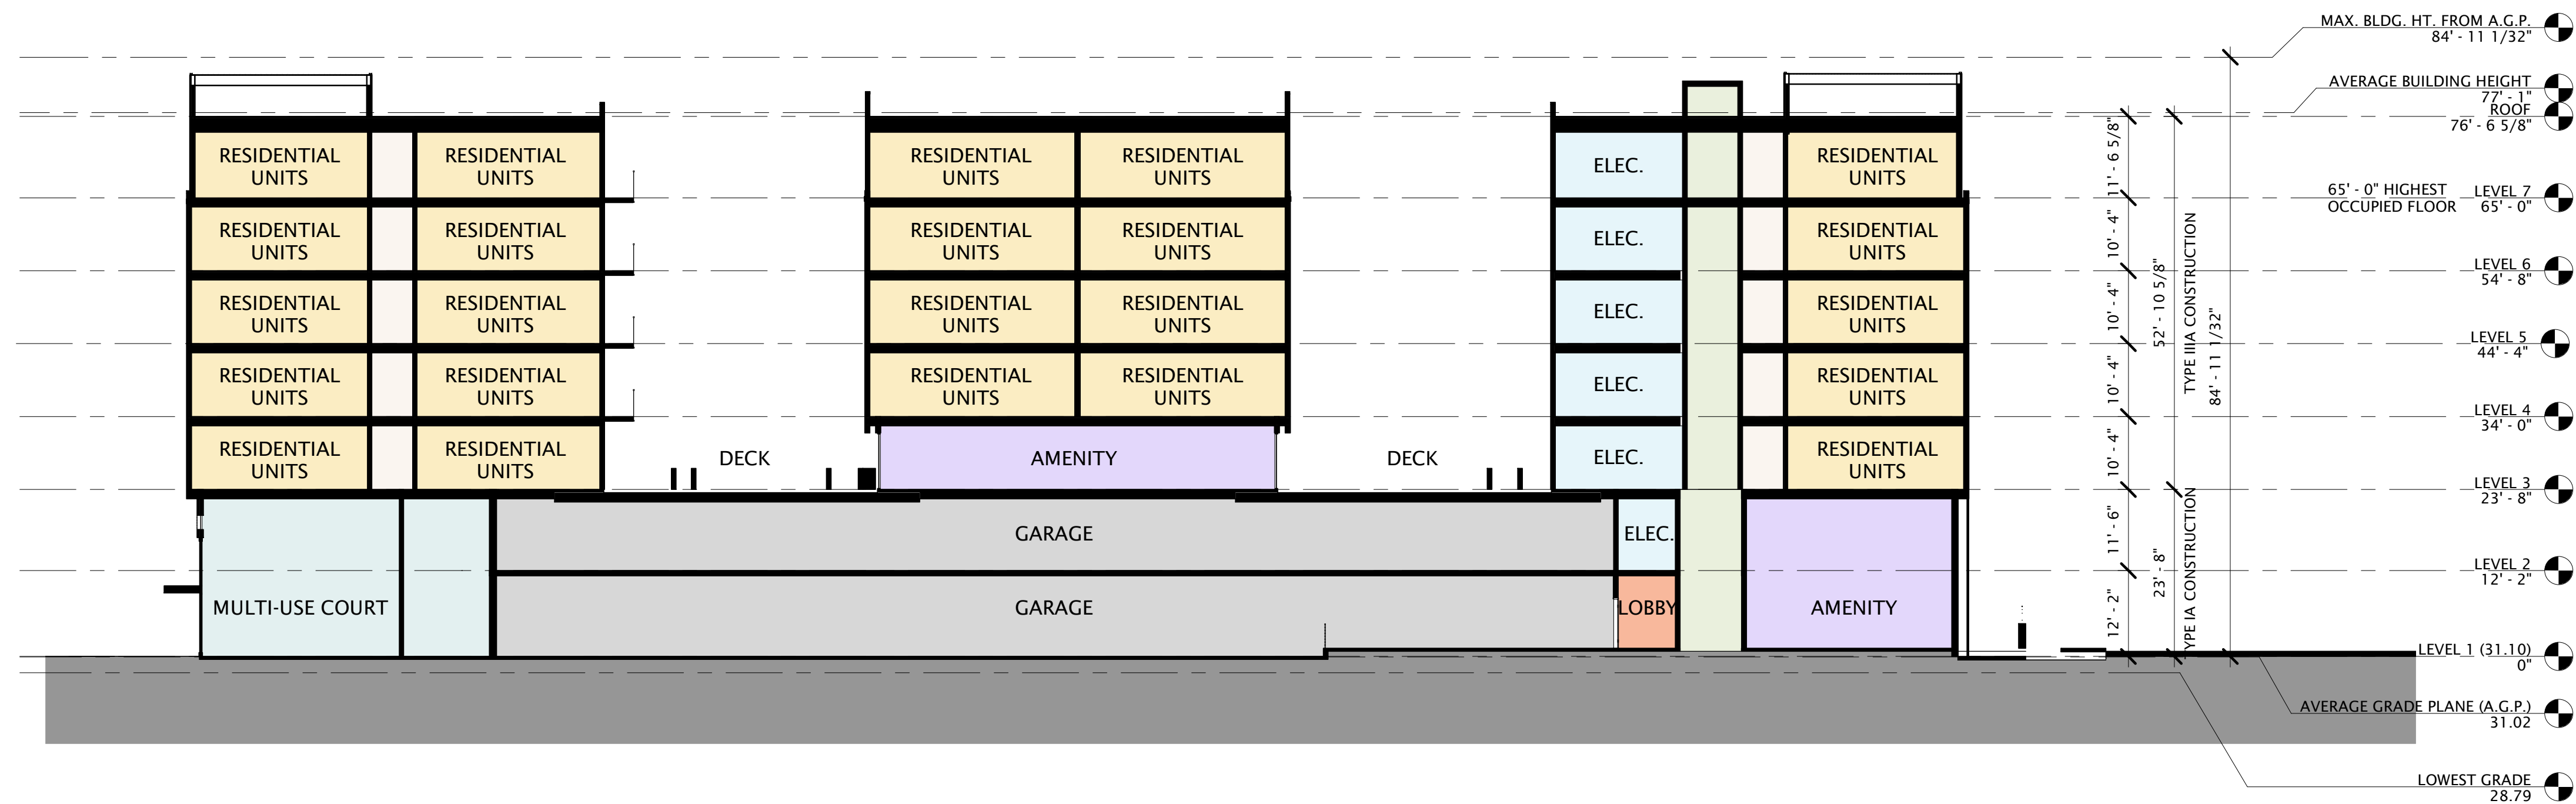 MAX. BLDG. HT. FROM A.G.P.
84' - 11 1/32"
AVERAGE BUILDING HEIGHT
77' - 1"
ROOF
76' - 6 5/8"
RESIDENTIAL UNITS
RESIDENTIAL UNITS
RESIDENTIAL UNITS
RESIDENTIAL UNITS
ELEC.
RESIDENTIAL UNITS
11' - 6 5/8"
65' - 0" HIGHEST
OCCUPIED FLOOR
LEVEL 7
65' - 0"
RESIDENTIAL UNITS
RESIDENTIAL UNITS
RESIDENTIAL UNITS
RESIDENTIAL UNITS
ELEC.
RESIDENTIAL UNITS
10' - 4"
LEVEL 6
54' - 8"
RESIDENTIAL UNITS
RESIDENTIAL UNITS
RESIDENTIAL UNITS
RESIDENTIAL UNITS
ELEC.
RESIDENTIAL UNITS
10' - 4"
52' - 10 5/8"
TYPE IIIA CONSTRUCTION
84' - 11 1/32"
LEVEL 5
44' - 4"
RESIDENTIAL UNITS
RESIDENTIAL UNITS
RESIDENTIAL UNITS
RESIDENTIAL UNITS
ELEC.
RESIDENTIAL UNITS
10' - 4"
LEVEL 4
34' - 0"
RESIDENTIAL UNITS
RESIDENTIAL UNITS
DECK
AMENITY
DECK
ELEC.
RESIDENTIAL UNITS
10' - 4"
LEVEL 3
23' - 8"
GARAGE
ELEC.
11' - 6"
23' - 8"
YPE IA CONSTRUCTION
LEVEL 2
12' - 2"
MULTI-USE COURT
GARAGE
LOBBY
AMENITY
12' - 2"
LEVEL 1 (31.10)
0"
AVERAGE GRADE PLANE (A.G.P.)
31.02
LOWEST GRADE
28.79